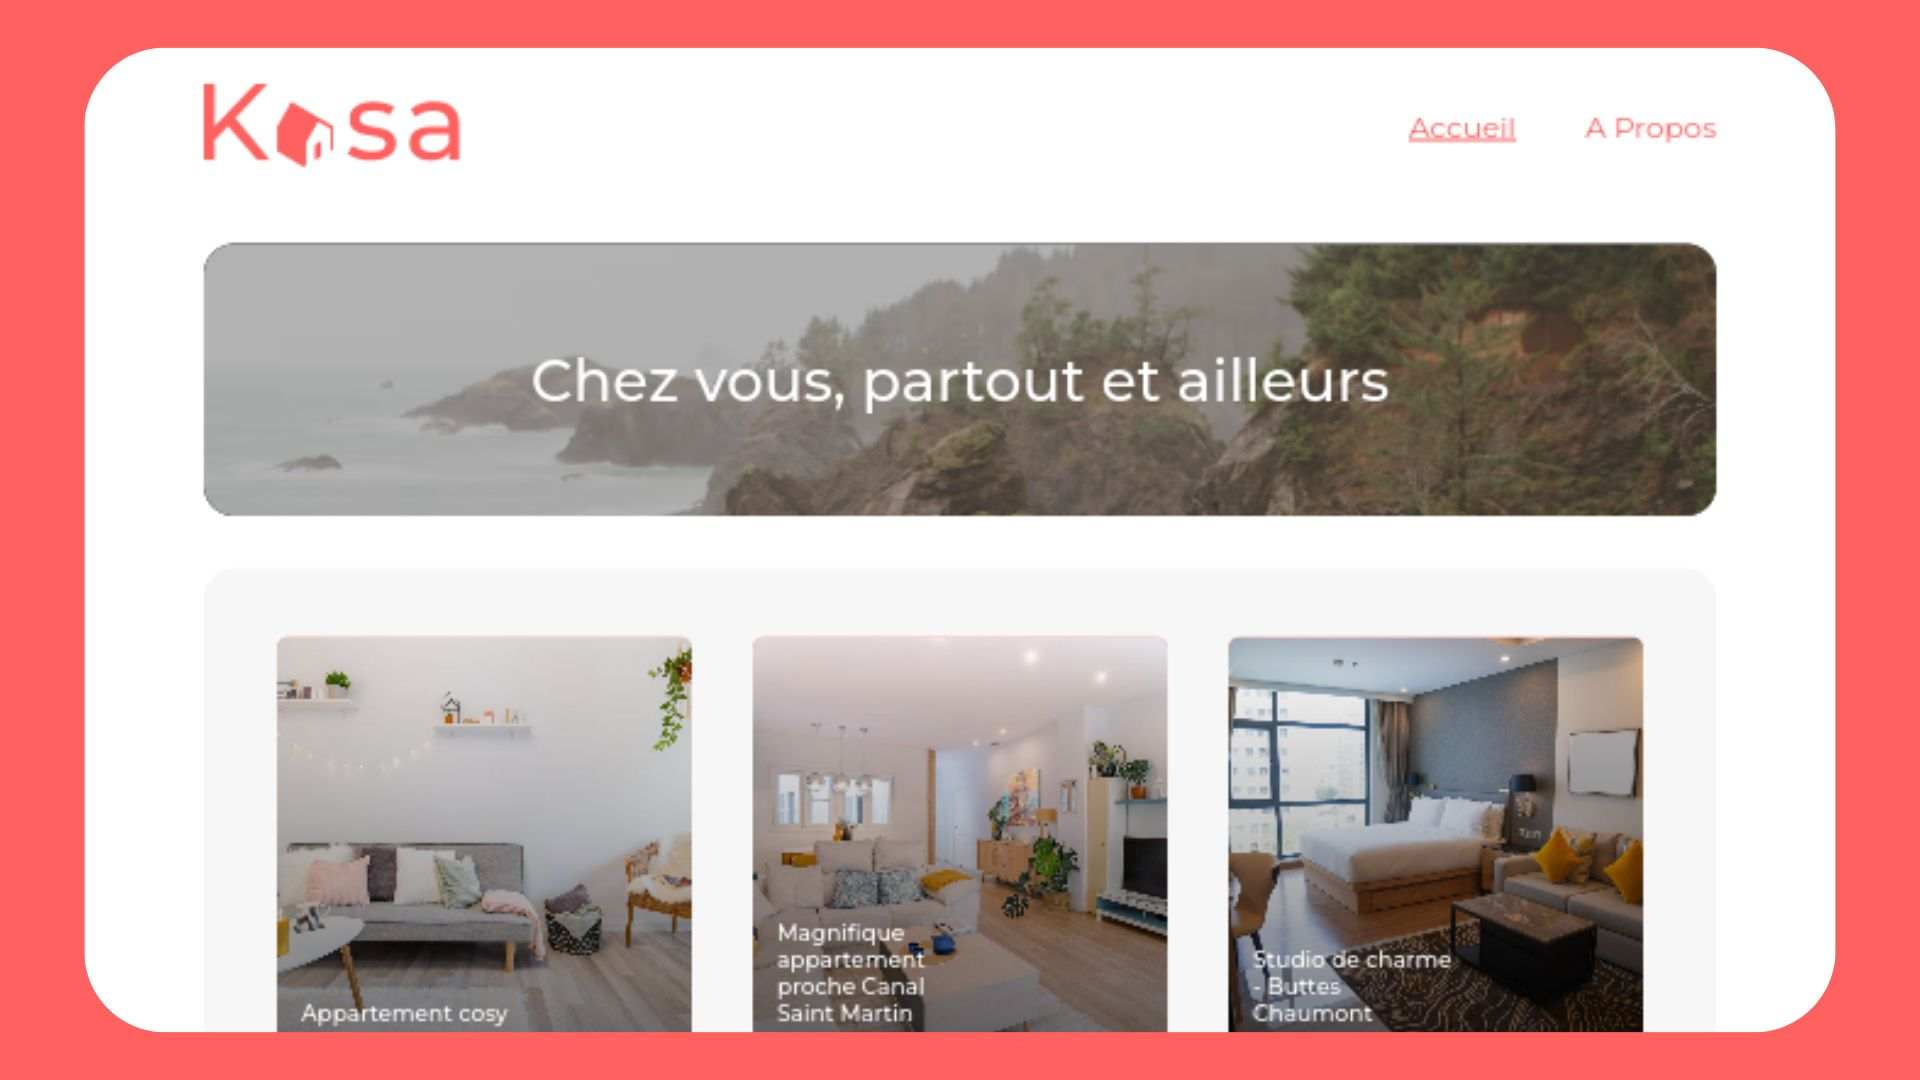 Kasa
Accueil
A Propos
Chez vous, partout et ailleurs
Appartement cosy
Magnifique
appartement
proche Canal
Saint Martin
Studio de charme
- Buttes
Chaumont